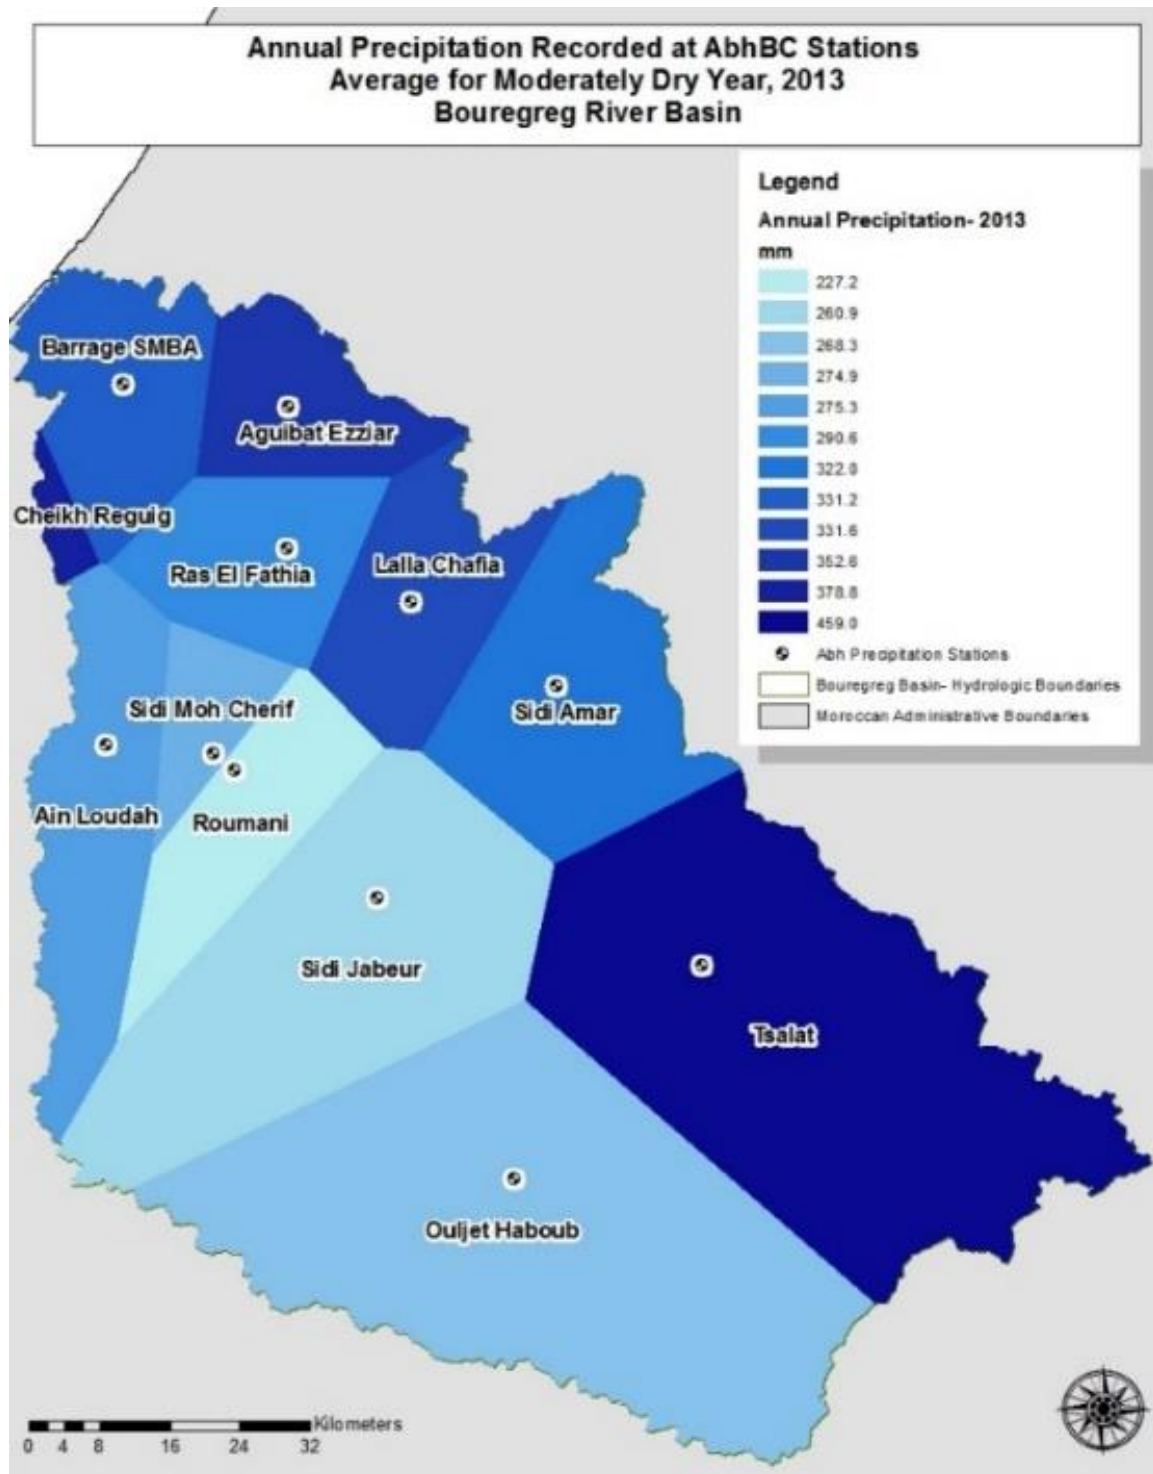 Annual Precipitation Recorded at AbhBC Stations
Average for Moderately Dry Year, 2013
Bouregreg River Basin
Legend
Annual Precipitation- 2013
mm
227.2
260.9
268.3
274.9
275.3
290.6
322.0
331.2
331.6
352.6
378.8
459.0
Abh Precipitation Stations
Bouregreg Basin- Hydrologic Boundaries
Moroccan Administrative Boundaries
Barrage SMBA
Aguibat Ezziar
Cheikh Reguig
Ras El Fathia
Lalla Chafia
Sidi Moh Cherif
Sidi Amar
Ain Loudah
Roumani
Sidi Jabeur
Tsalat
Ouljet Haboub
Kilometers
0 4 8 16 24 32